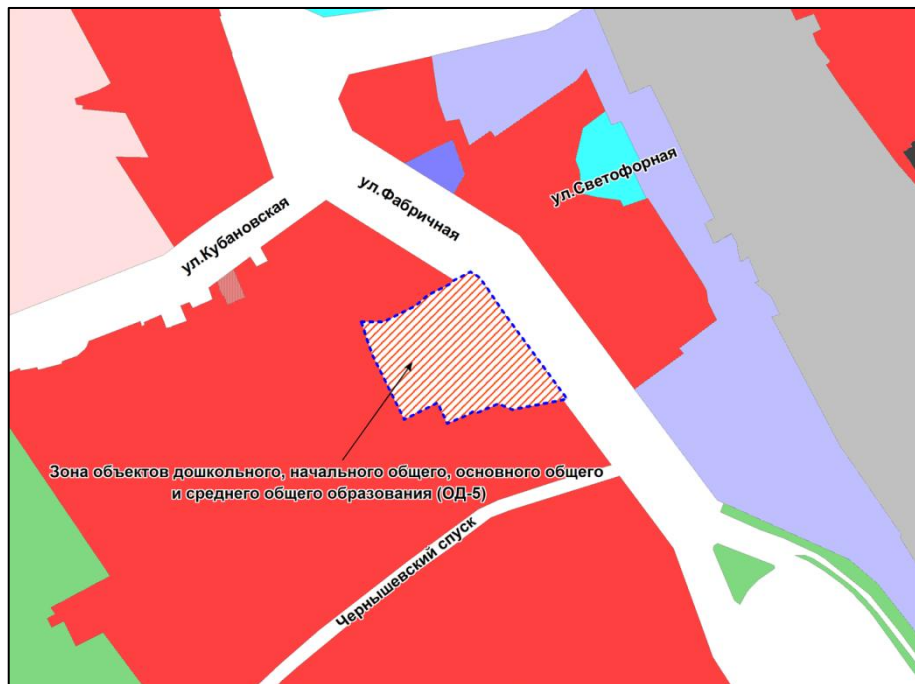 ул.Кубановская
ул.Фабричная
ул.Светофорная
Зона объектов дошкольного, начального общего, основного общего
и среднего общего образования (ОД-5)
Чернышевский спуск